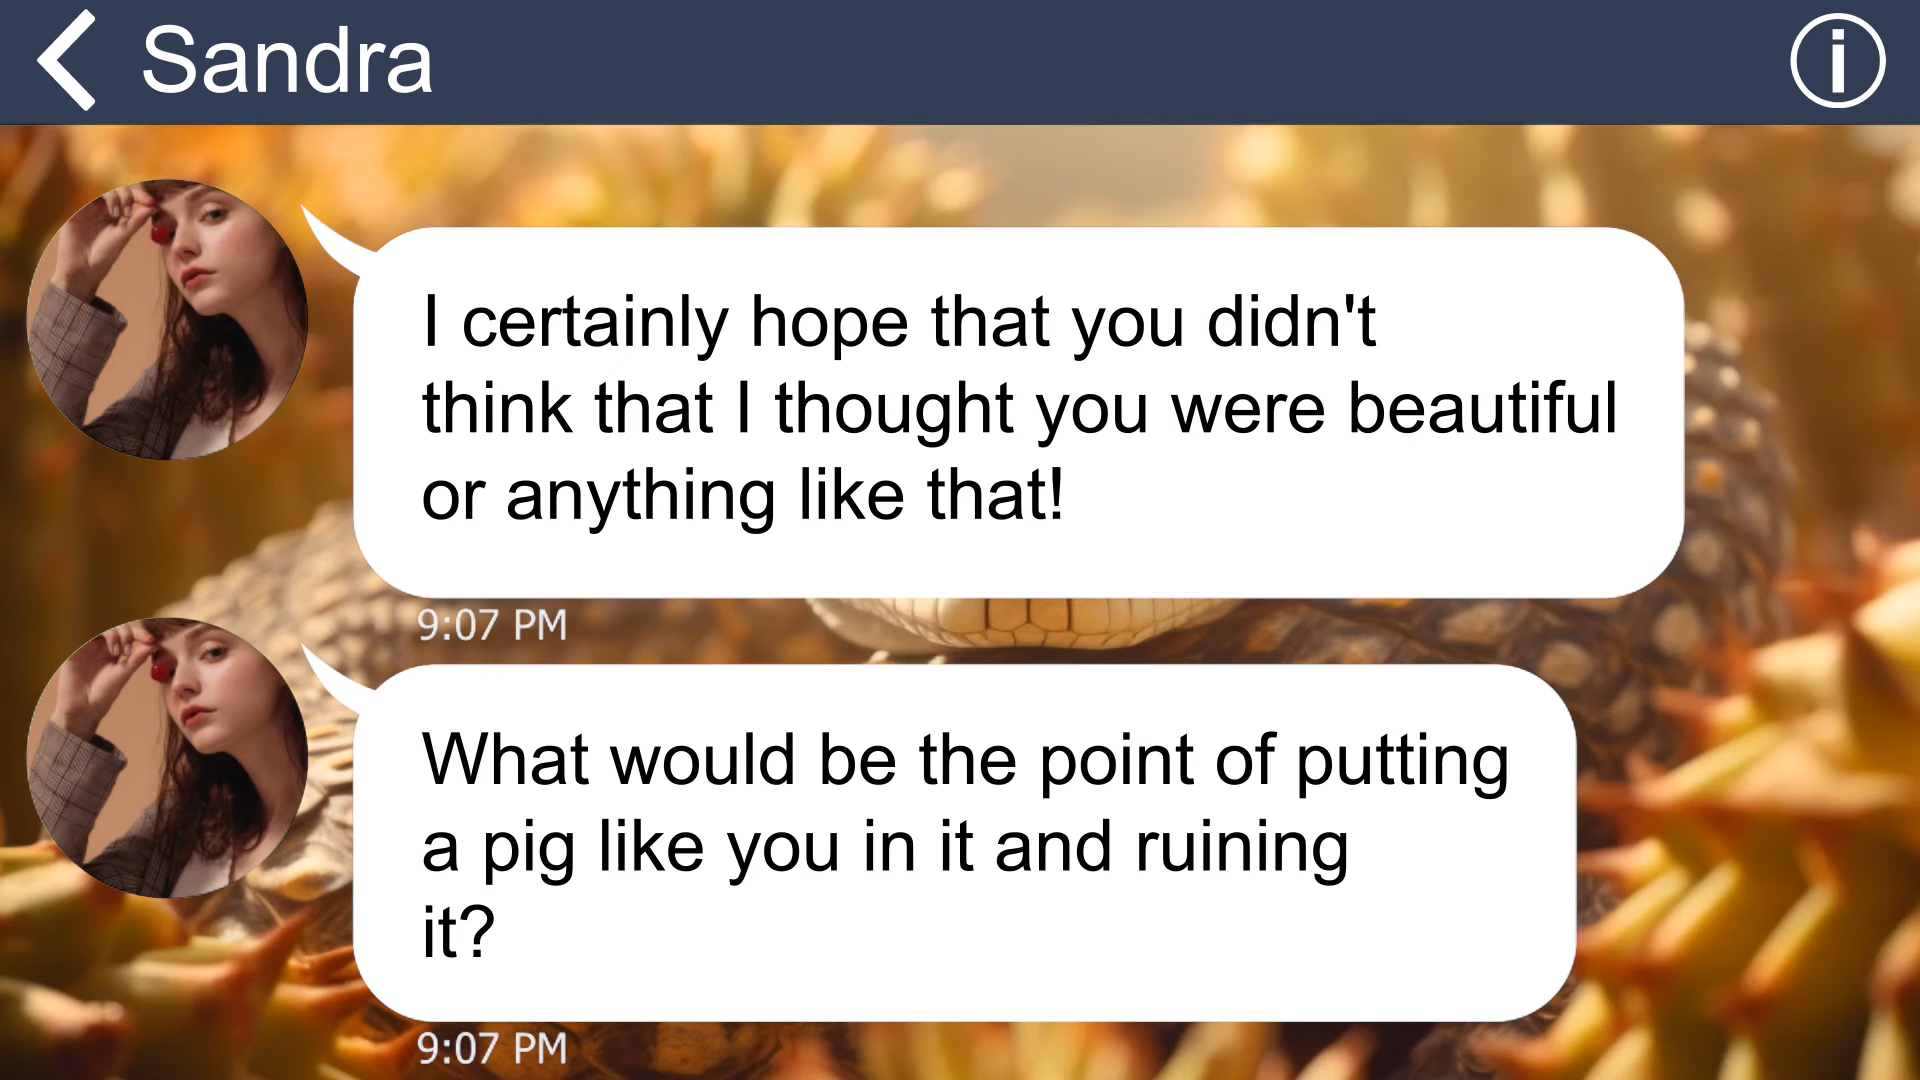 Sandra
I certainly hope that you didn't
think that I thought you were beautiful
or anything like that!
9:07 PM
What would be the point of putting
a pig like you in it and ruining
it?
9:07 PM